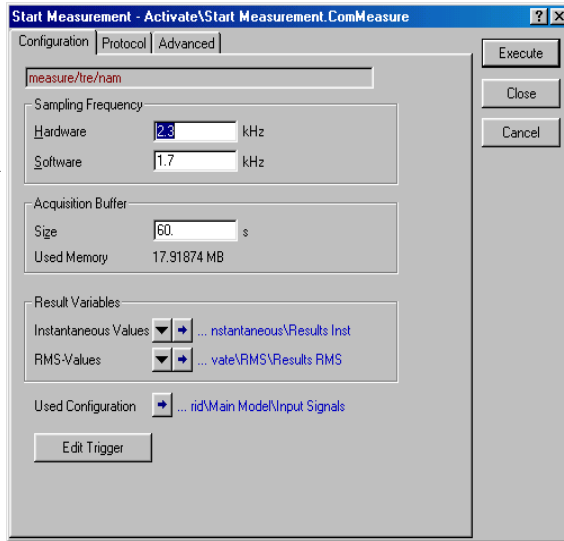 Start Measurement - Activate\Start Measurement.ComMeasure
Configuration Protocol Advanced
Execute
Close
Cancel
measure/tre/nam
Sampling Frequency
Hardware 2.3 kHz
Software 1.7 kHz
Acquisition Buffer
Size 60. s
Used Memory 17.91874 MB
Result Variables
Instantaneous Values ... nstantaneous\Results Inst
RMS-Values ... vate\RMS\Results RMS
Used Configuration ... rid\Main Model\Input Signals
Edit Trigger